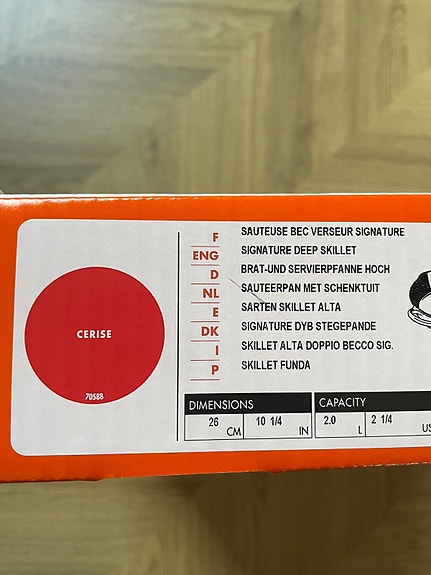 CERISE
70588
F SAUTEUSE BEC VERSEUR SIGNATURE
ENG SIGNATURE DEEP SKILLET
D BRAT-UND SERVIERPFANNE HOCH
NL SAUTEERPAN MET SCHENKTUIT
E SARTEN SKILLET ALTA
DK SIGNATURE DYB STEGEPANDE
I SKILLET ALTA DOPPIO BECCO SIG.
P SKILLET FUNDA
DIMENSIONS CAPACITY
26 CM 10 1/4 IN 2.0 L 2 1/4 US